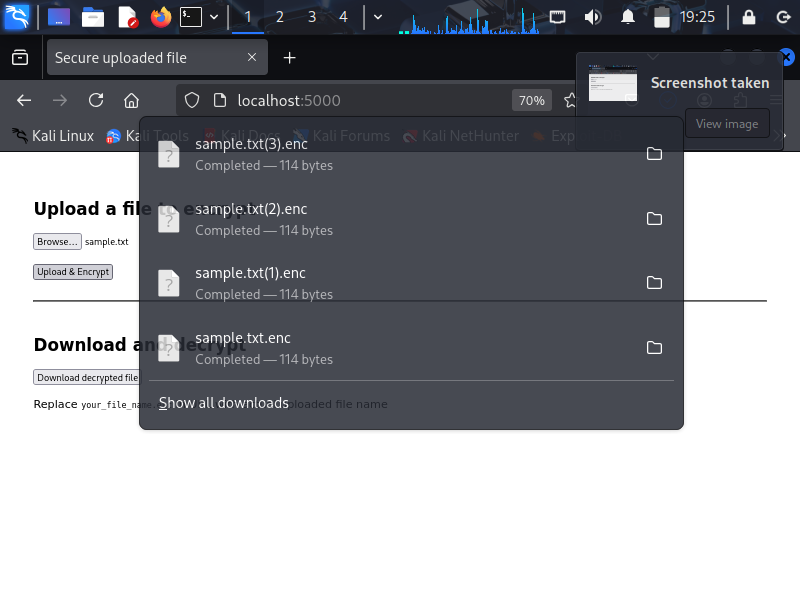 1 2 3 4 19:25
Secure uploaded file
Screenshot taken
View image
localhost:5000 70%
Kali Linux Kali Tools Kali Docs Kali Forums Kali NetHunter Exp
Upload a file to encrypt
Browse... sample.txt
Upload & Encrypt
sample.txt(3).enc
Completed — 114 bytes
sample.txt(2).enc
Completed — 114 bytes
sample.txt(1).enc
Completed — 114 bytes
sample.txt.enc
Completed — 114 bytes
Show all downloads
Download and decrypt
Download decrypted file
Replace your_file_name uploaded file name